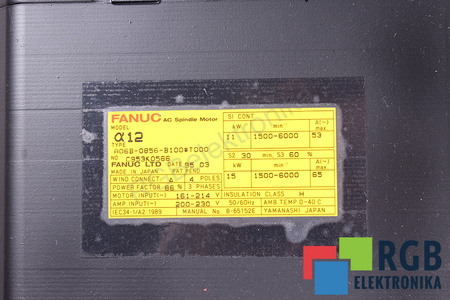 FANUC AC Spindle Motor
MODEL
α12
TYPE
A06B-0856-B100#T000
NO. C953K0566
FANUC LTD DATE 95.03
MADE IN JAPAN PAT PEND
WIND CONNECT. 4 POLES
POWER FACTOR 86 % 3 PHASES
MOTOR INPUT(~) 161-214 V
AMP.INPUT(~) 200-230 V
IEC34-1/A2 1989
S1 CONT.
kW min⁻¹ A(~)
11 1500-6000 53
S2 30 min, S3 60 %
kW min⁻¹ A(~)
15 1500-6000 65
INSULATION CLASS H
50/60Hz AMB TEMP 0-40 C
MANUAL No. B-65152E YAMANASHI JAPAN
RGB
ELEKTRONIKA